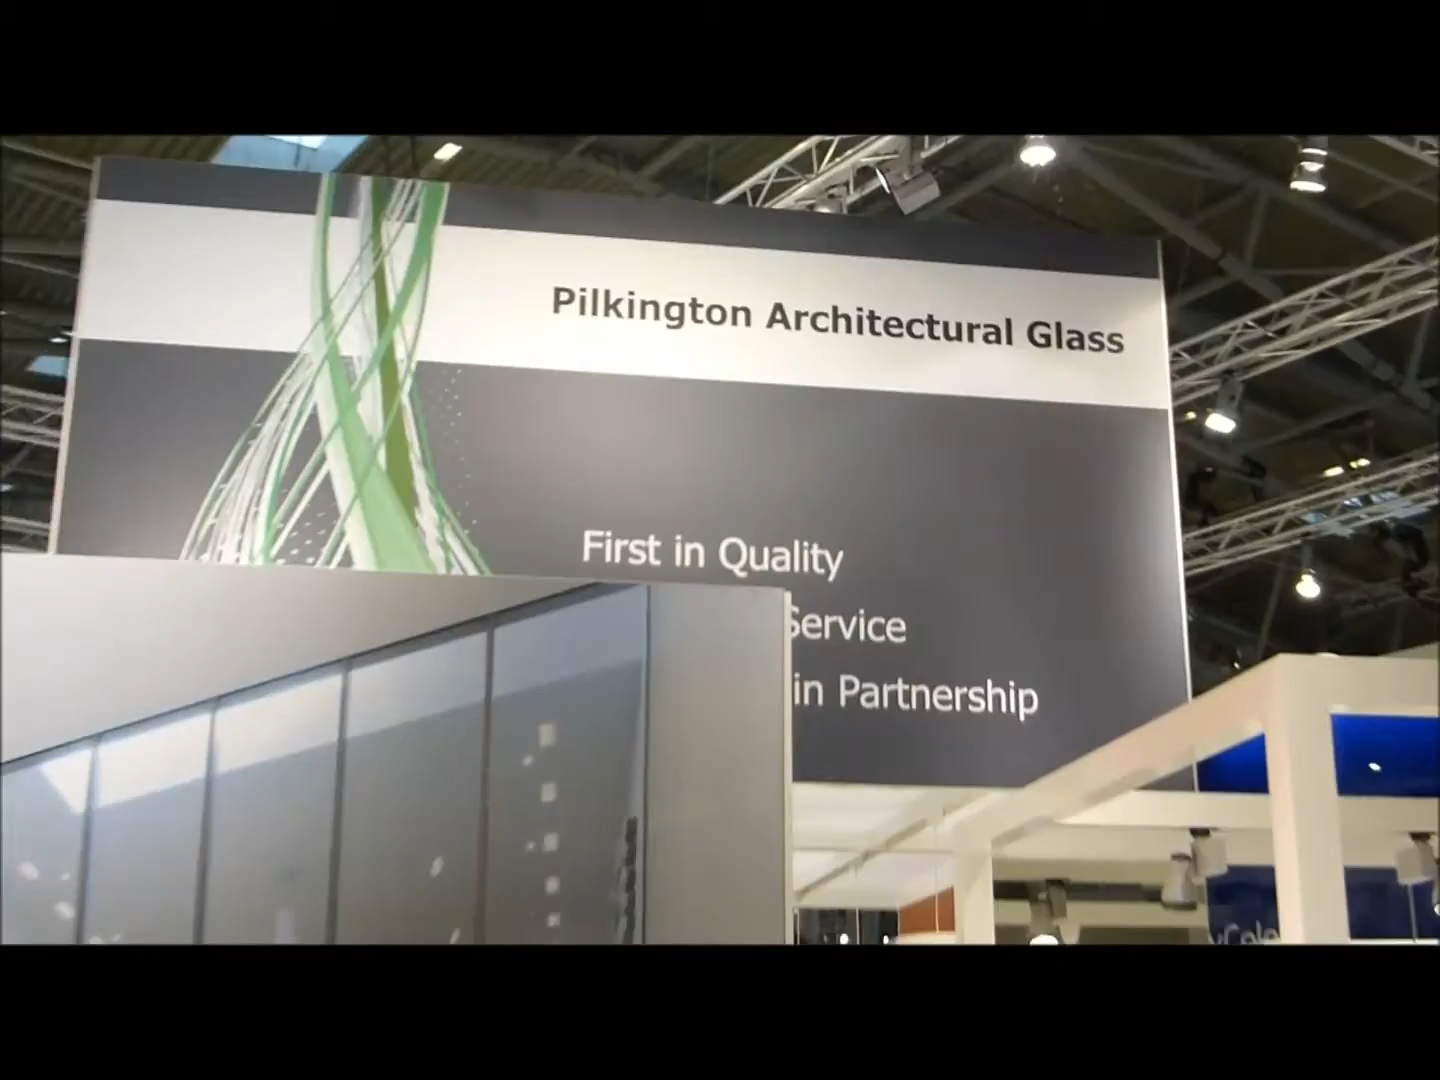 Pilkington Architectural Glass
First in Quality
Service
in Partnership